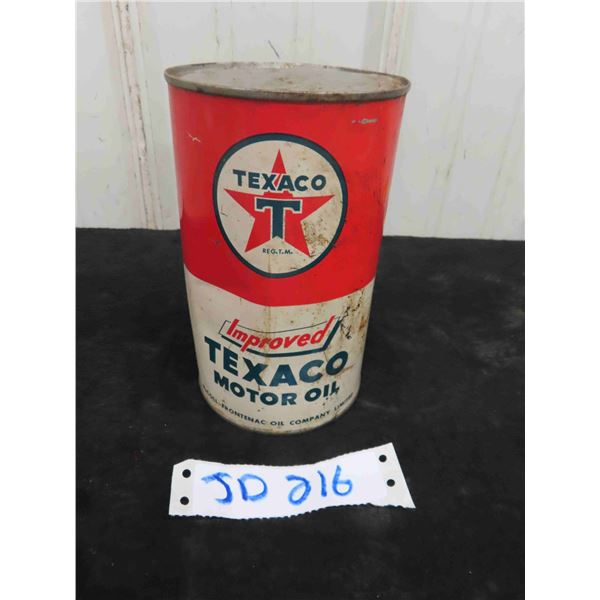 TEXACO
T
REG.T.M.
Improved
TEXACO
MOTOR OIL
FRONTENAC OIL COMPANY
JD 216